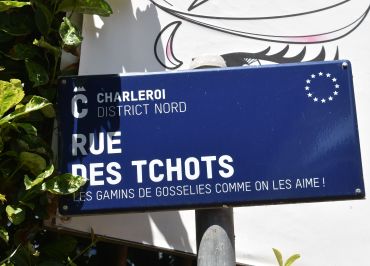 C CHARLEROI
DISTRICT NORD
RUE
DES TCHOTS
LES GAMINS DE GOSSELIES COMME ON LES AIME !